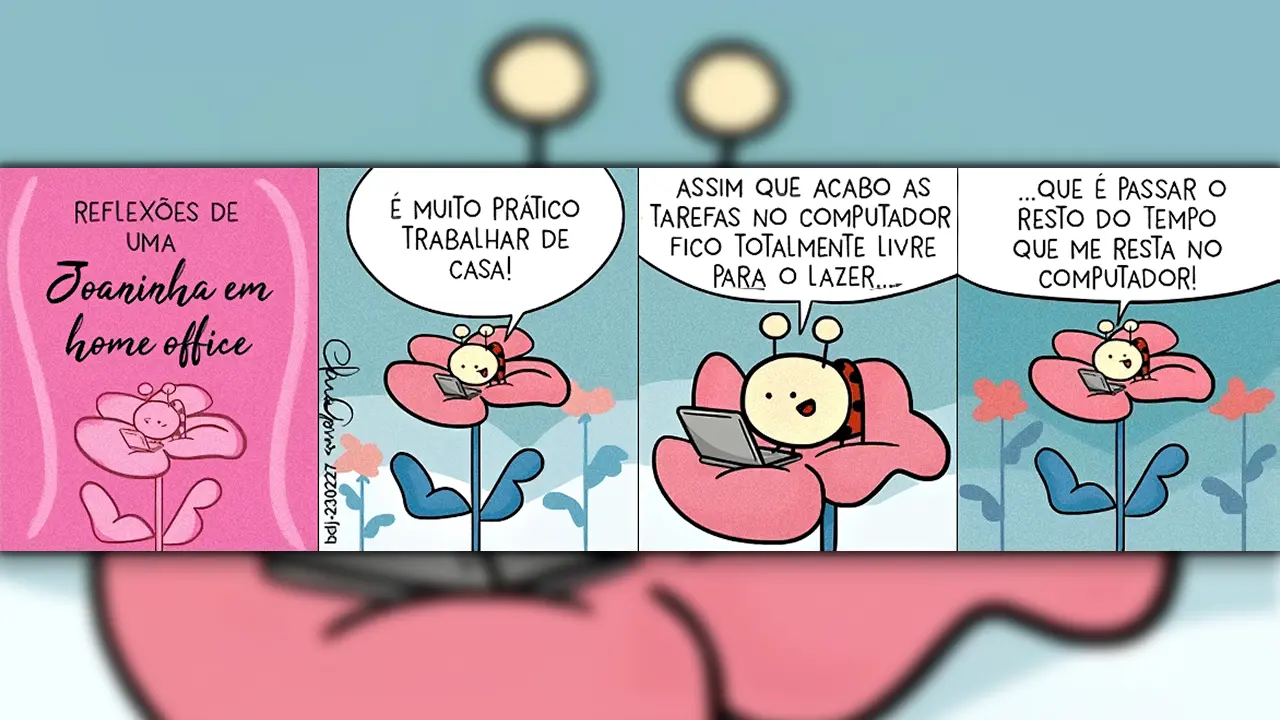 REFLEXÕES DE
UMA
Joaninha em
home office
É MUITO PRÁTICO
TRABALHAR DE
CASA!
ASSIM QUE ACABO AS
TAREFAS NO COMPUTADOR
FICO TOTALMENTE LIVRE
PARA O LAZER....
...QUE É PASSAR O
RESTO DO TEMPO
QUE ME RESTA NO
COMPUTADOR!